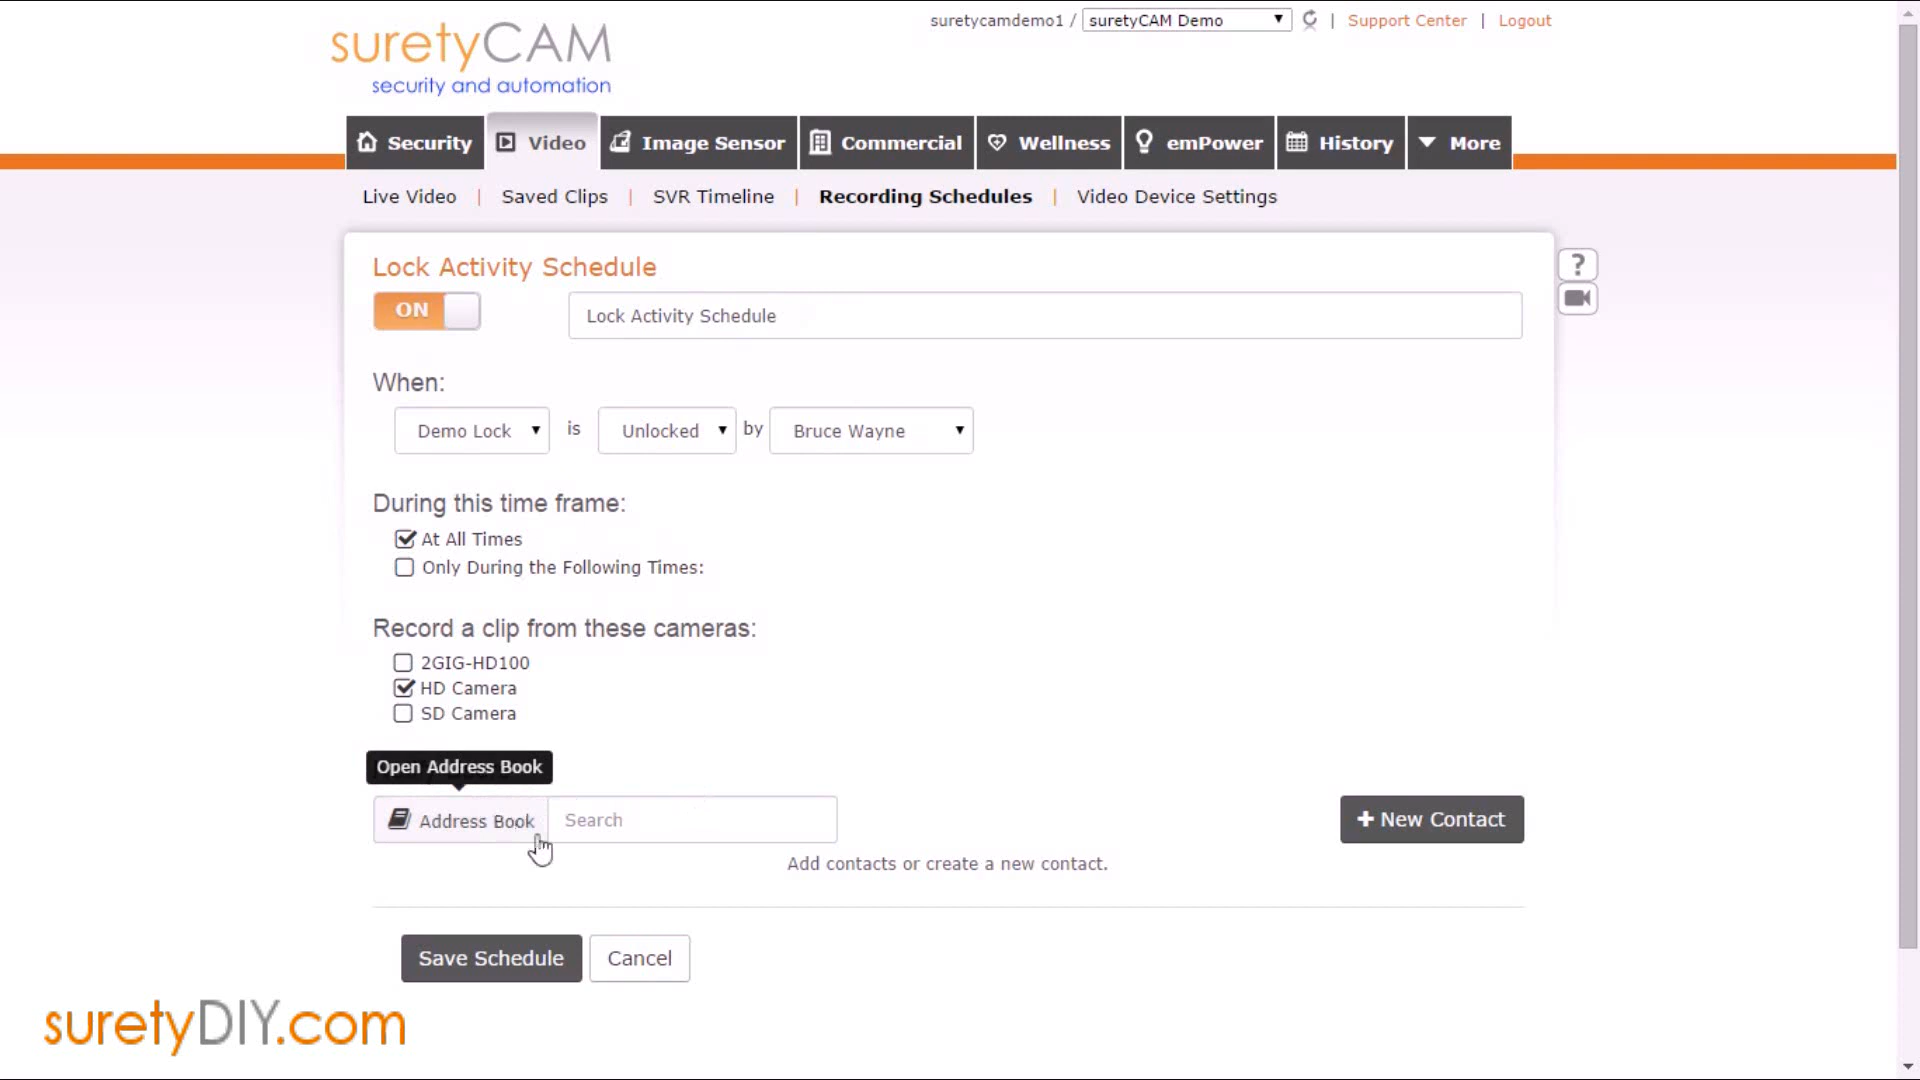 suretyCAM
security and automation
suretycamdemo1 / suretyCAM Demo | Support Center | Logout
Security Video Image Sensor Commercial Wellness emPower History More
Live Video | Saved Clips | SVR Timeline | Recording Schedules | Video Device Settings
Lock Activity Schedule
?
ON Lock Activity Schedule
When:
Demo Lock is Unlocked by Bruce Wayne
During this time frame:
At All Times
Only During the Following Times:
Record a clip from these cameras:
2GIG-HD100
HD Camera
SD Camera
Open Address Book
Address Book Search + New Contact
Add contacts or create a new contact.
Save Schedule Cancel
suretyDIY.com